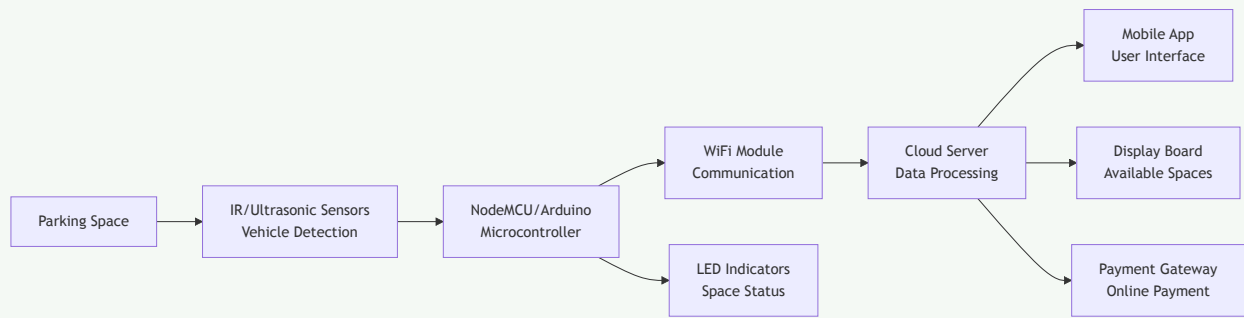 Parking Space
IR/Ultrasonic Sensors
Vehicle Detection
NodeMCU/Arduino
Microcontroller
WiFi Module
Communication
LED Indicators
Space Status
Cloud Server
Data Processing
Mobile App
User Interface
Display Board
Available Spaces
Payment Gateway
Online Payment